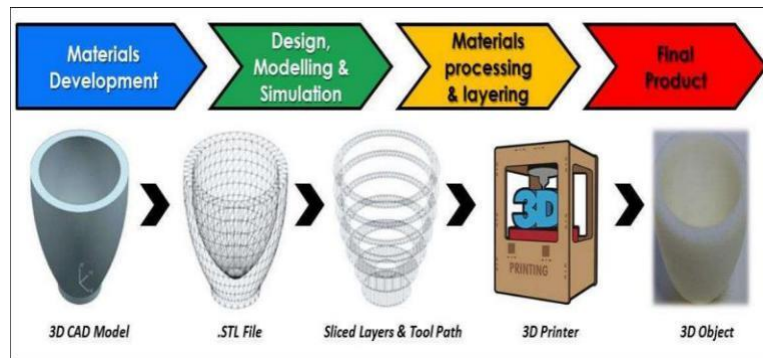 Materials
Development
Design,
Modelling &
Simulation
Materials
processing
& layering
Final
Product
3D
PRINTING
3D CAD Model
.STL File
Sliced Layers & Tool Path
3D Printer
3D Object